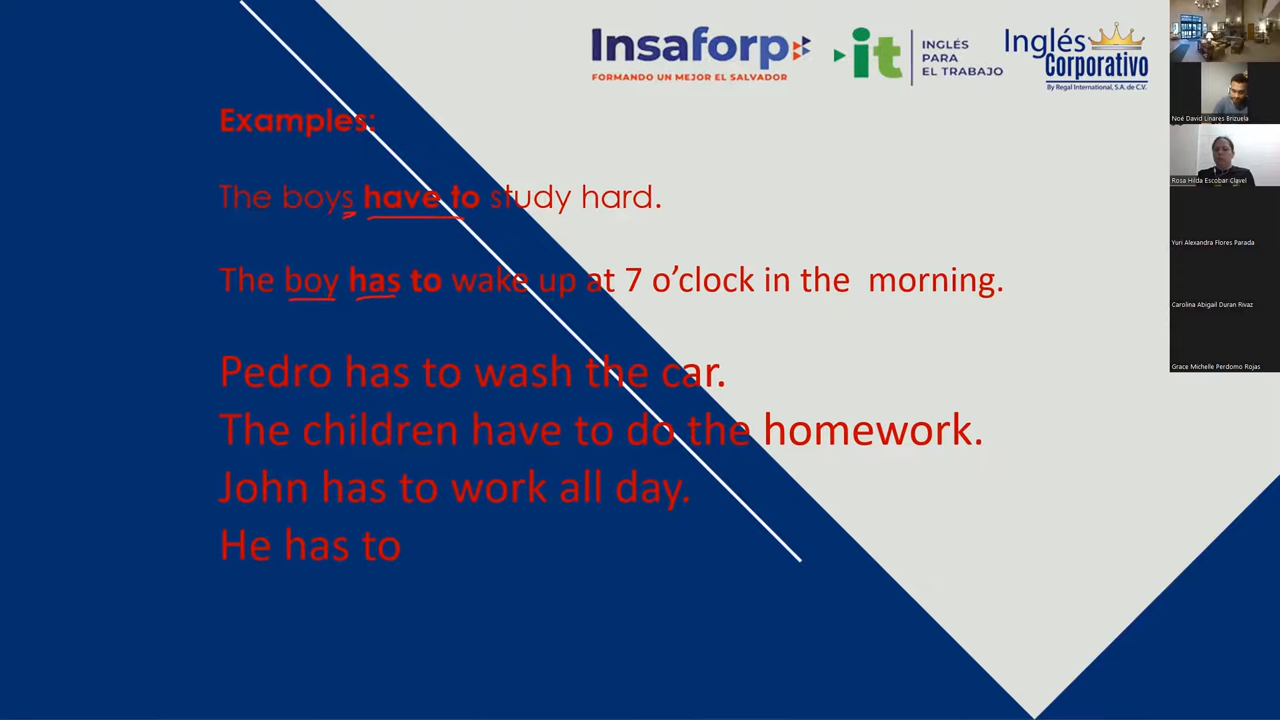 Insaforp
FORMANDO UN MEJOR EL SALVADOR
it
INGLÉS
PARA
EL TRABAJO
Inglés
Corporativo
By Regal International, S.A. de C.V.
Examples:
The boys have to study hard.
The boy has to wake up at 7 o’clock in the morning.
Pedro has to wash the car.
The children have to do the homework.
John has to work all day.
He has to
Noé David Linares Brizuela
Rosa Hilda Escobar Clavel
Yuri Alexandra Flores Parada
Carolina Abigail Duran Rivaz
Grace Michelle Perdomo Rojas